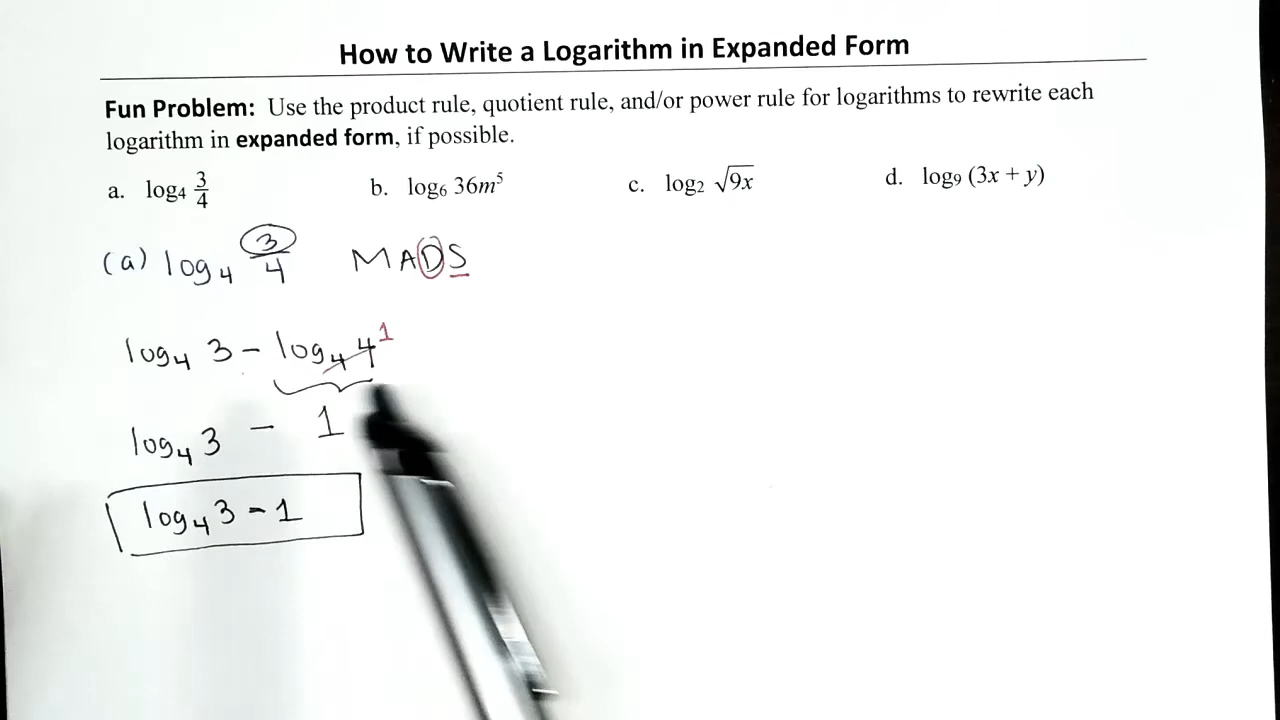 How to Write a Logarithm in Expanded Form
Fun Problem: Use the product rule, quotient rule, and/or power rule for logarithms to rewrite each
logarithm in expanded form, if possible.
a. log₄ 3/4 b. log₆ 36m⁵ c. log₂ √9x d. log₉ (3x + y)
(a) log₄ 3/4 MADS
log₄ 3 − log₄ 4¹
log₄ 3 − 1
log₄ 3 − 1